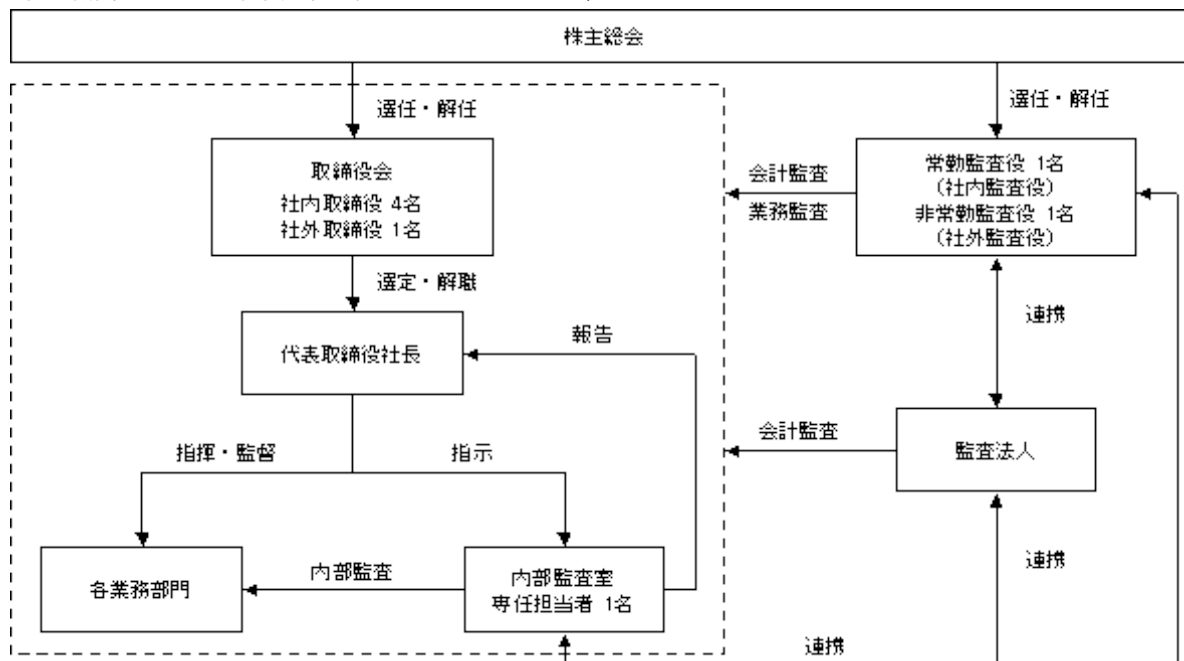 株主総会
選任・解任
選任・解任
取締役会
社内取締役 4名
社外取締役 1名
会計監査
業務監査
常勤監査役 1名
(社内監査役)
非常勤監査役 1名
(社外監査役)
選定・解職
連携
代表取締役社長
報告
指揮・監督
指示
会計監査
監査法人
各業務部門
内部監査
内部監査室
専任担当者 1名
連携
連携